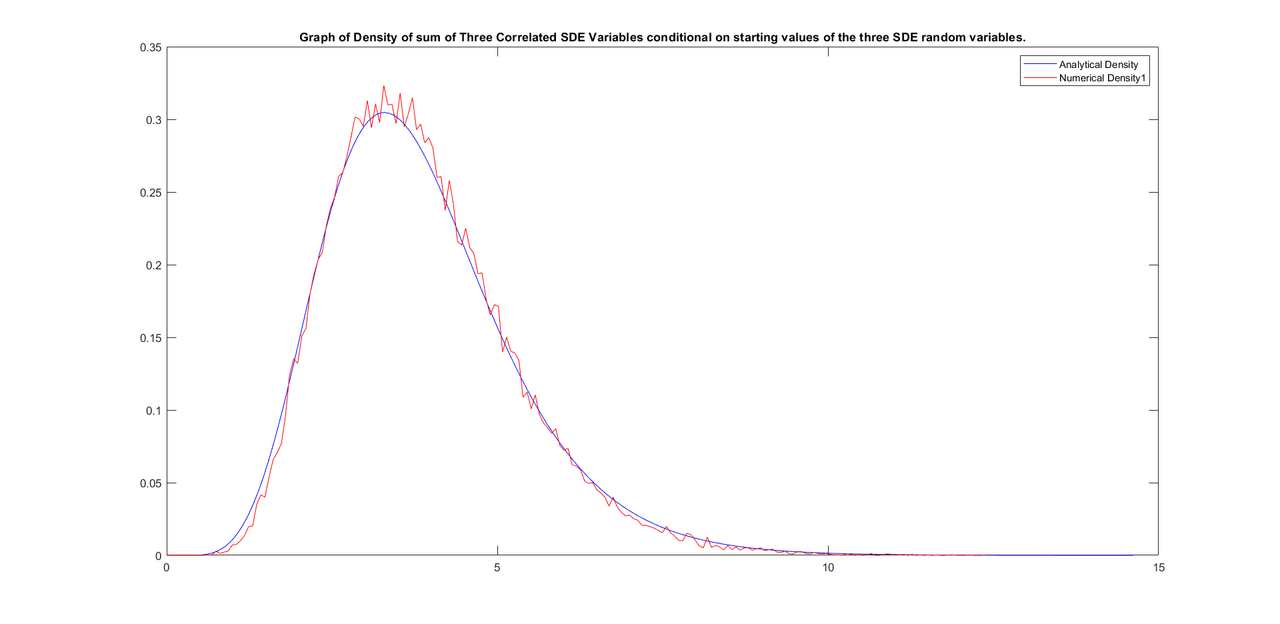 Graph of Density of sum of Three Correlated SDE Variables conditional on starting values of the three SDE random variables.
0.35
Analytical Density
Numerical Density1
0.3
0.25
0.2
0.15
0.1
0.05
0
0 5 10 15